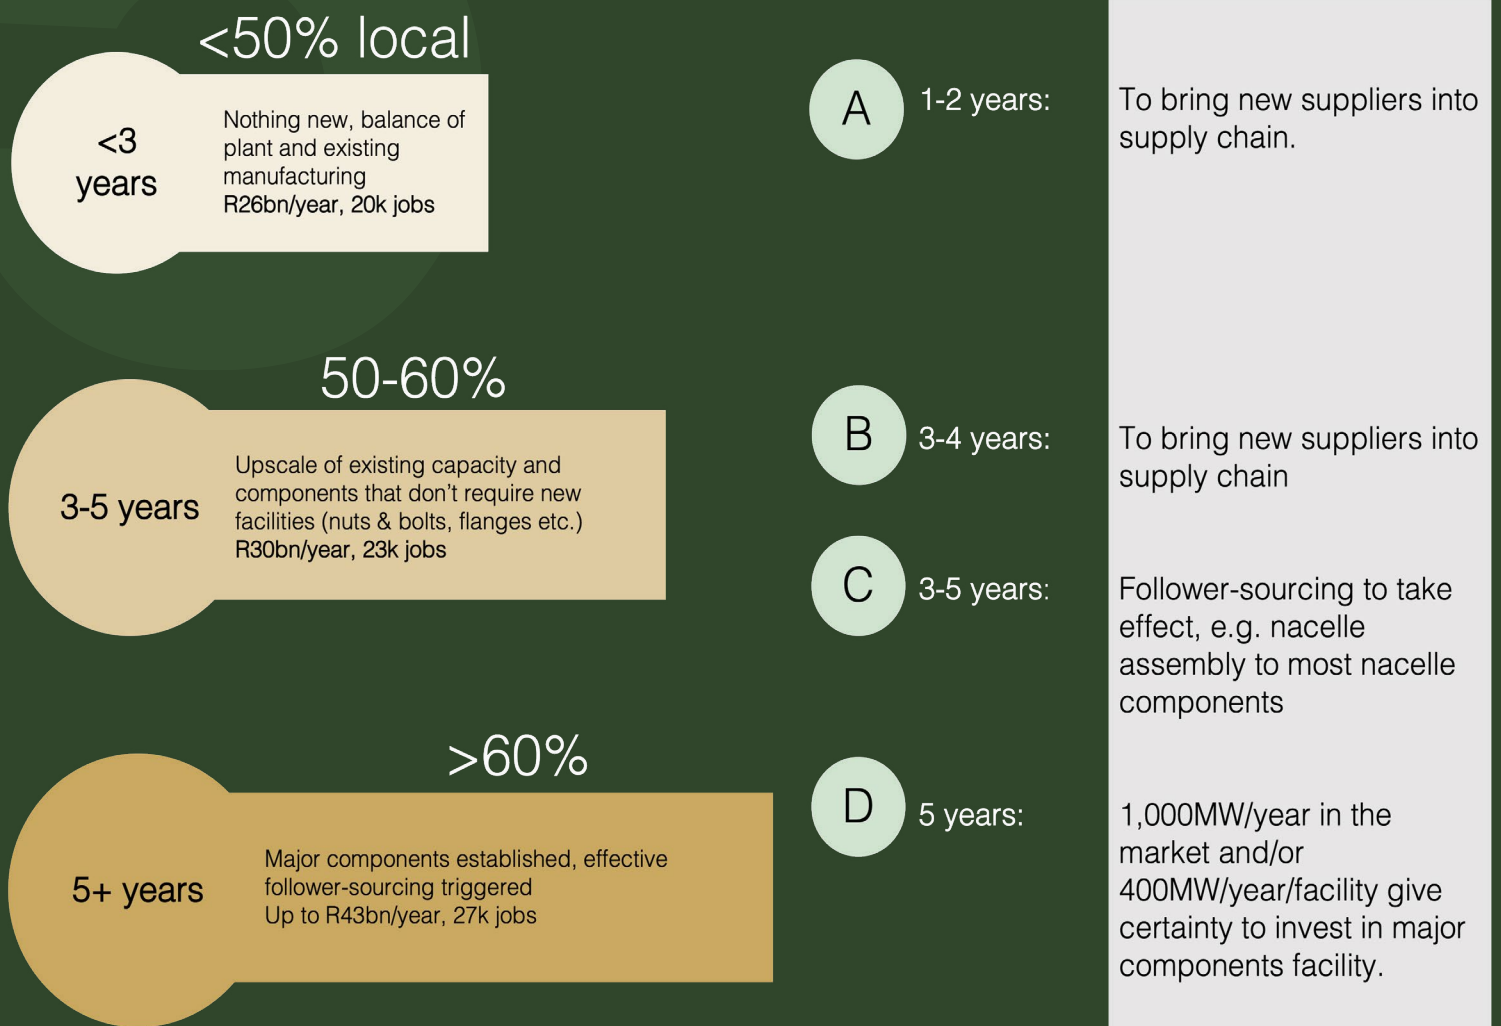 <50% local
<3
years
Nothing new, balance of
plant and existing
manufacturing
R26bn/year, 20k jobs
A
1-2 years:
To bring new suppliers into
supply chain.
50-60%
3-5 years
Upscale of existing capacity and
components that don't require new
facilities (nuts & bolts, flanges etc.)
R30bn/year, 23k jobs
B
3-4 years:
To bring new suppliers into
supply chain
C
3-5 years:
Follower-sourcing to take
effect, e.g. nacelle
assembly to most nacelle
components
>60%
5+ years
Major components established, effective
follower-sourcing triggered
Up to R43bn/year, 27k jobs
D
5 years:
1,000MW/year in the
market and/or
400MW/year/facility give
certainty to invest in major
components facility.